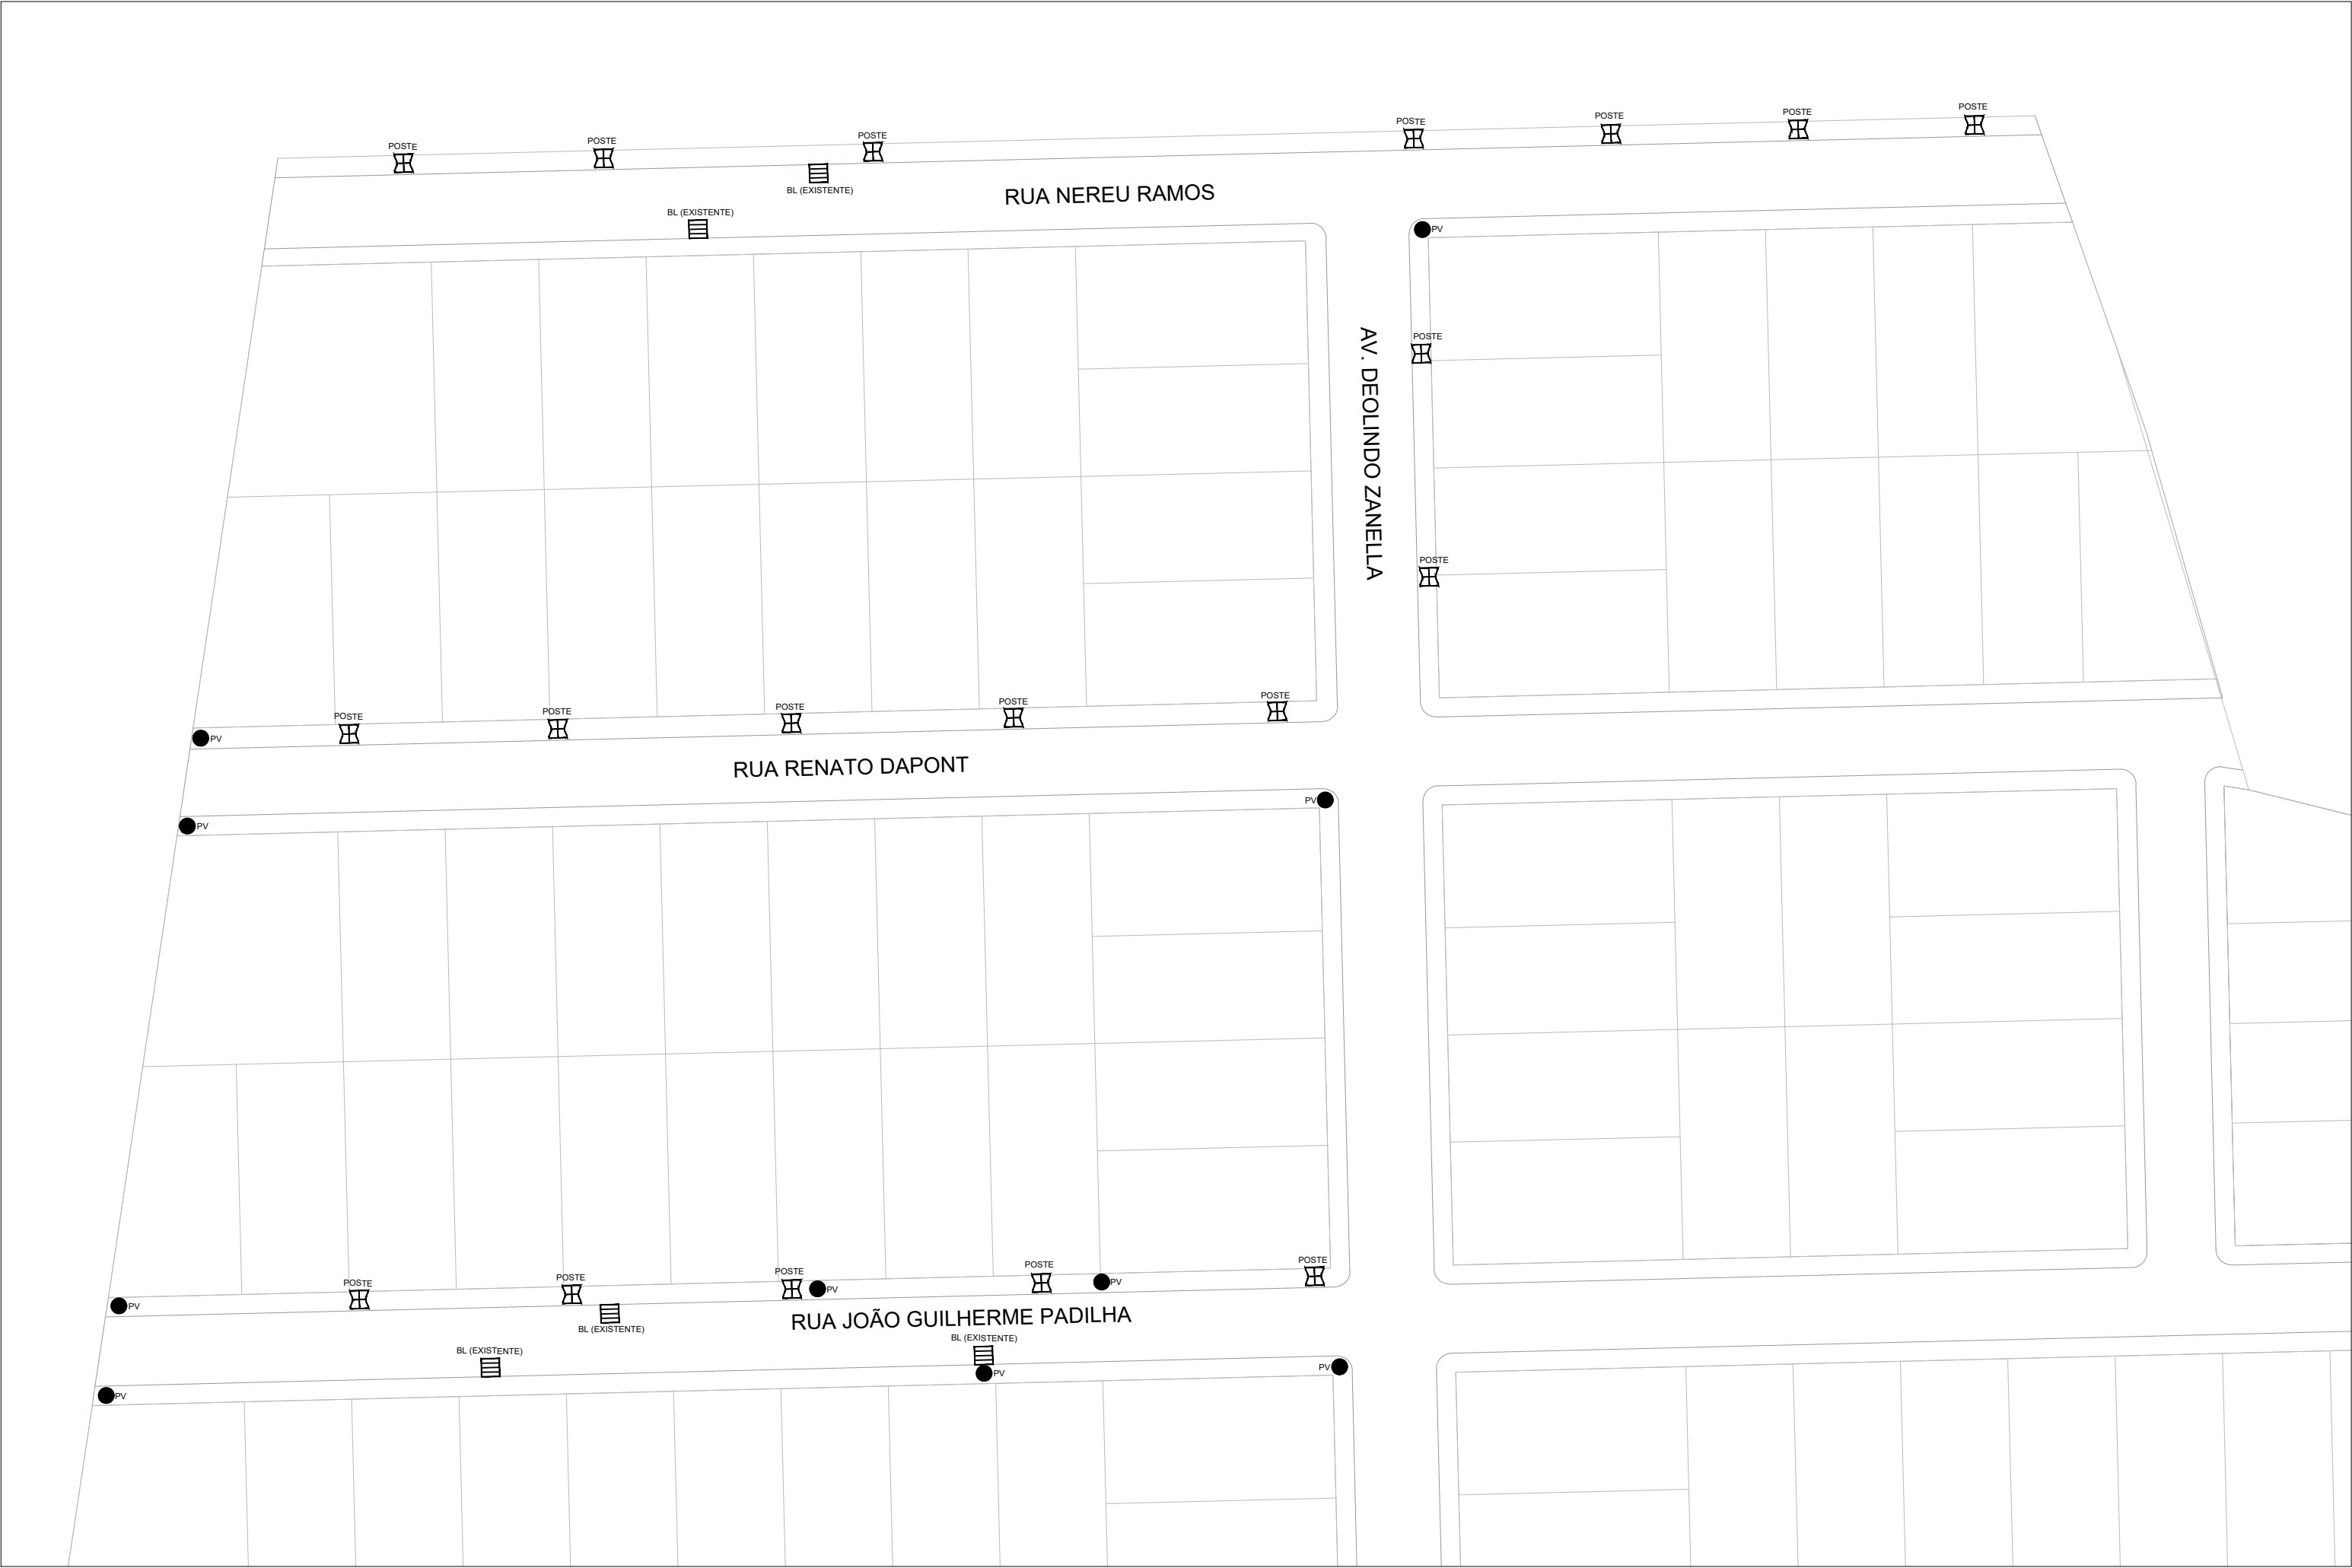 POSTE
POSTE
POSTE
POSTE
POSTE
POSTE
POSTE
BL (EXISTENTE)
RUA NEREU RAMOS
BL (EXISTENTE)
PV
POSTE
AV. DEOLINDO ZANELLA
POSTE
POSTE
POSTE
POSTE
POSTE
POSTE
PV
RUA RENATO DAPONT
PV
PV
POSTE
POSTE
POSTE
POSTE
POSTE
PV
PV
PV
BL (EXISTENTE)
RUA JOÃO GUILHERME PADILHA
BL (EXISTENTE)
BL (EXISTENTE)
PV
PV
PV